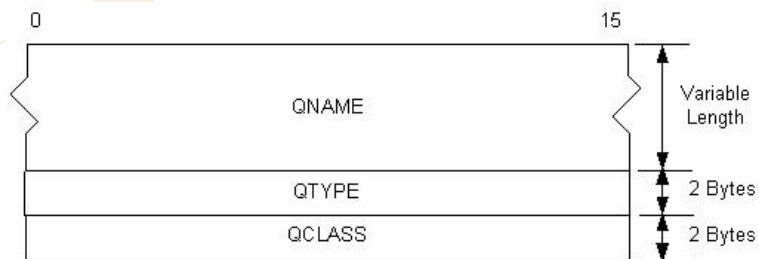 0 15
QNAME
Variable
Length
QTYPE
2 Bytes
QCLASS
2 Bytes